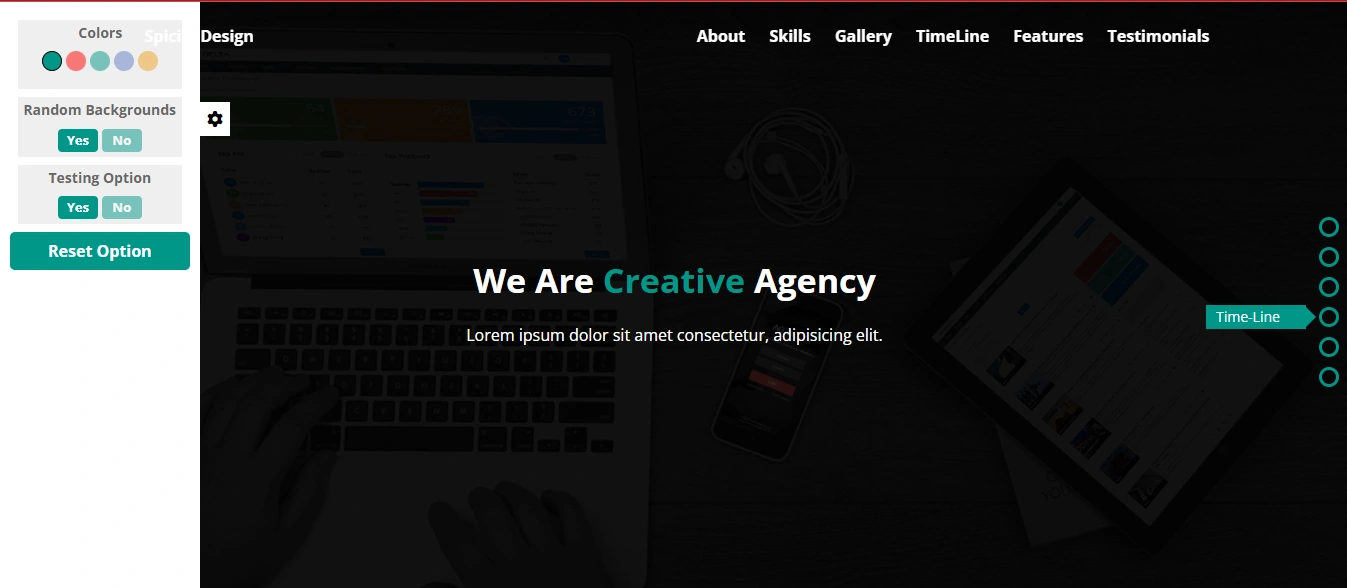 Colors
Random Backgrounds
Yes No
Testing Option
Yes No
Reset Option
Spici Design
About Skills Gallery TimeLine Features Testimonials
We Are Creative Agency
Lorem ipsum dolor sit amet consectetur, adipisicing elit.
Time-Line